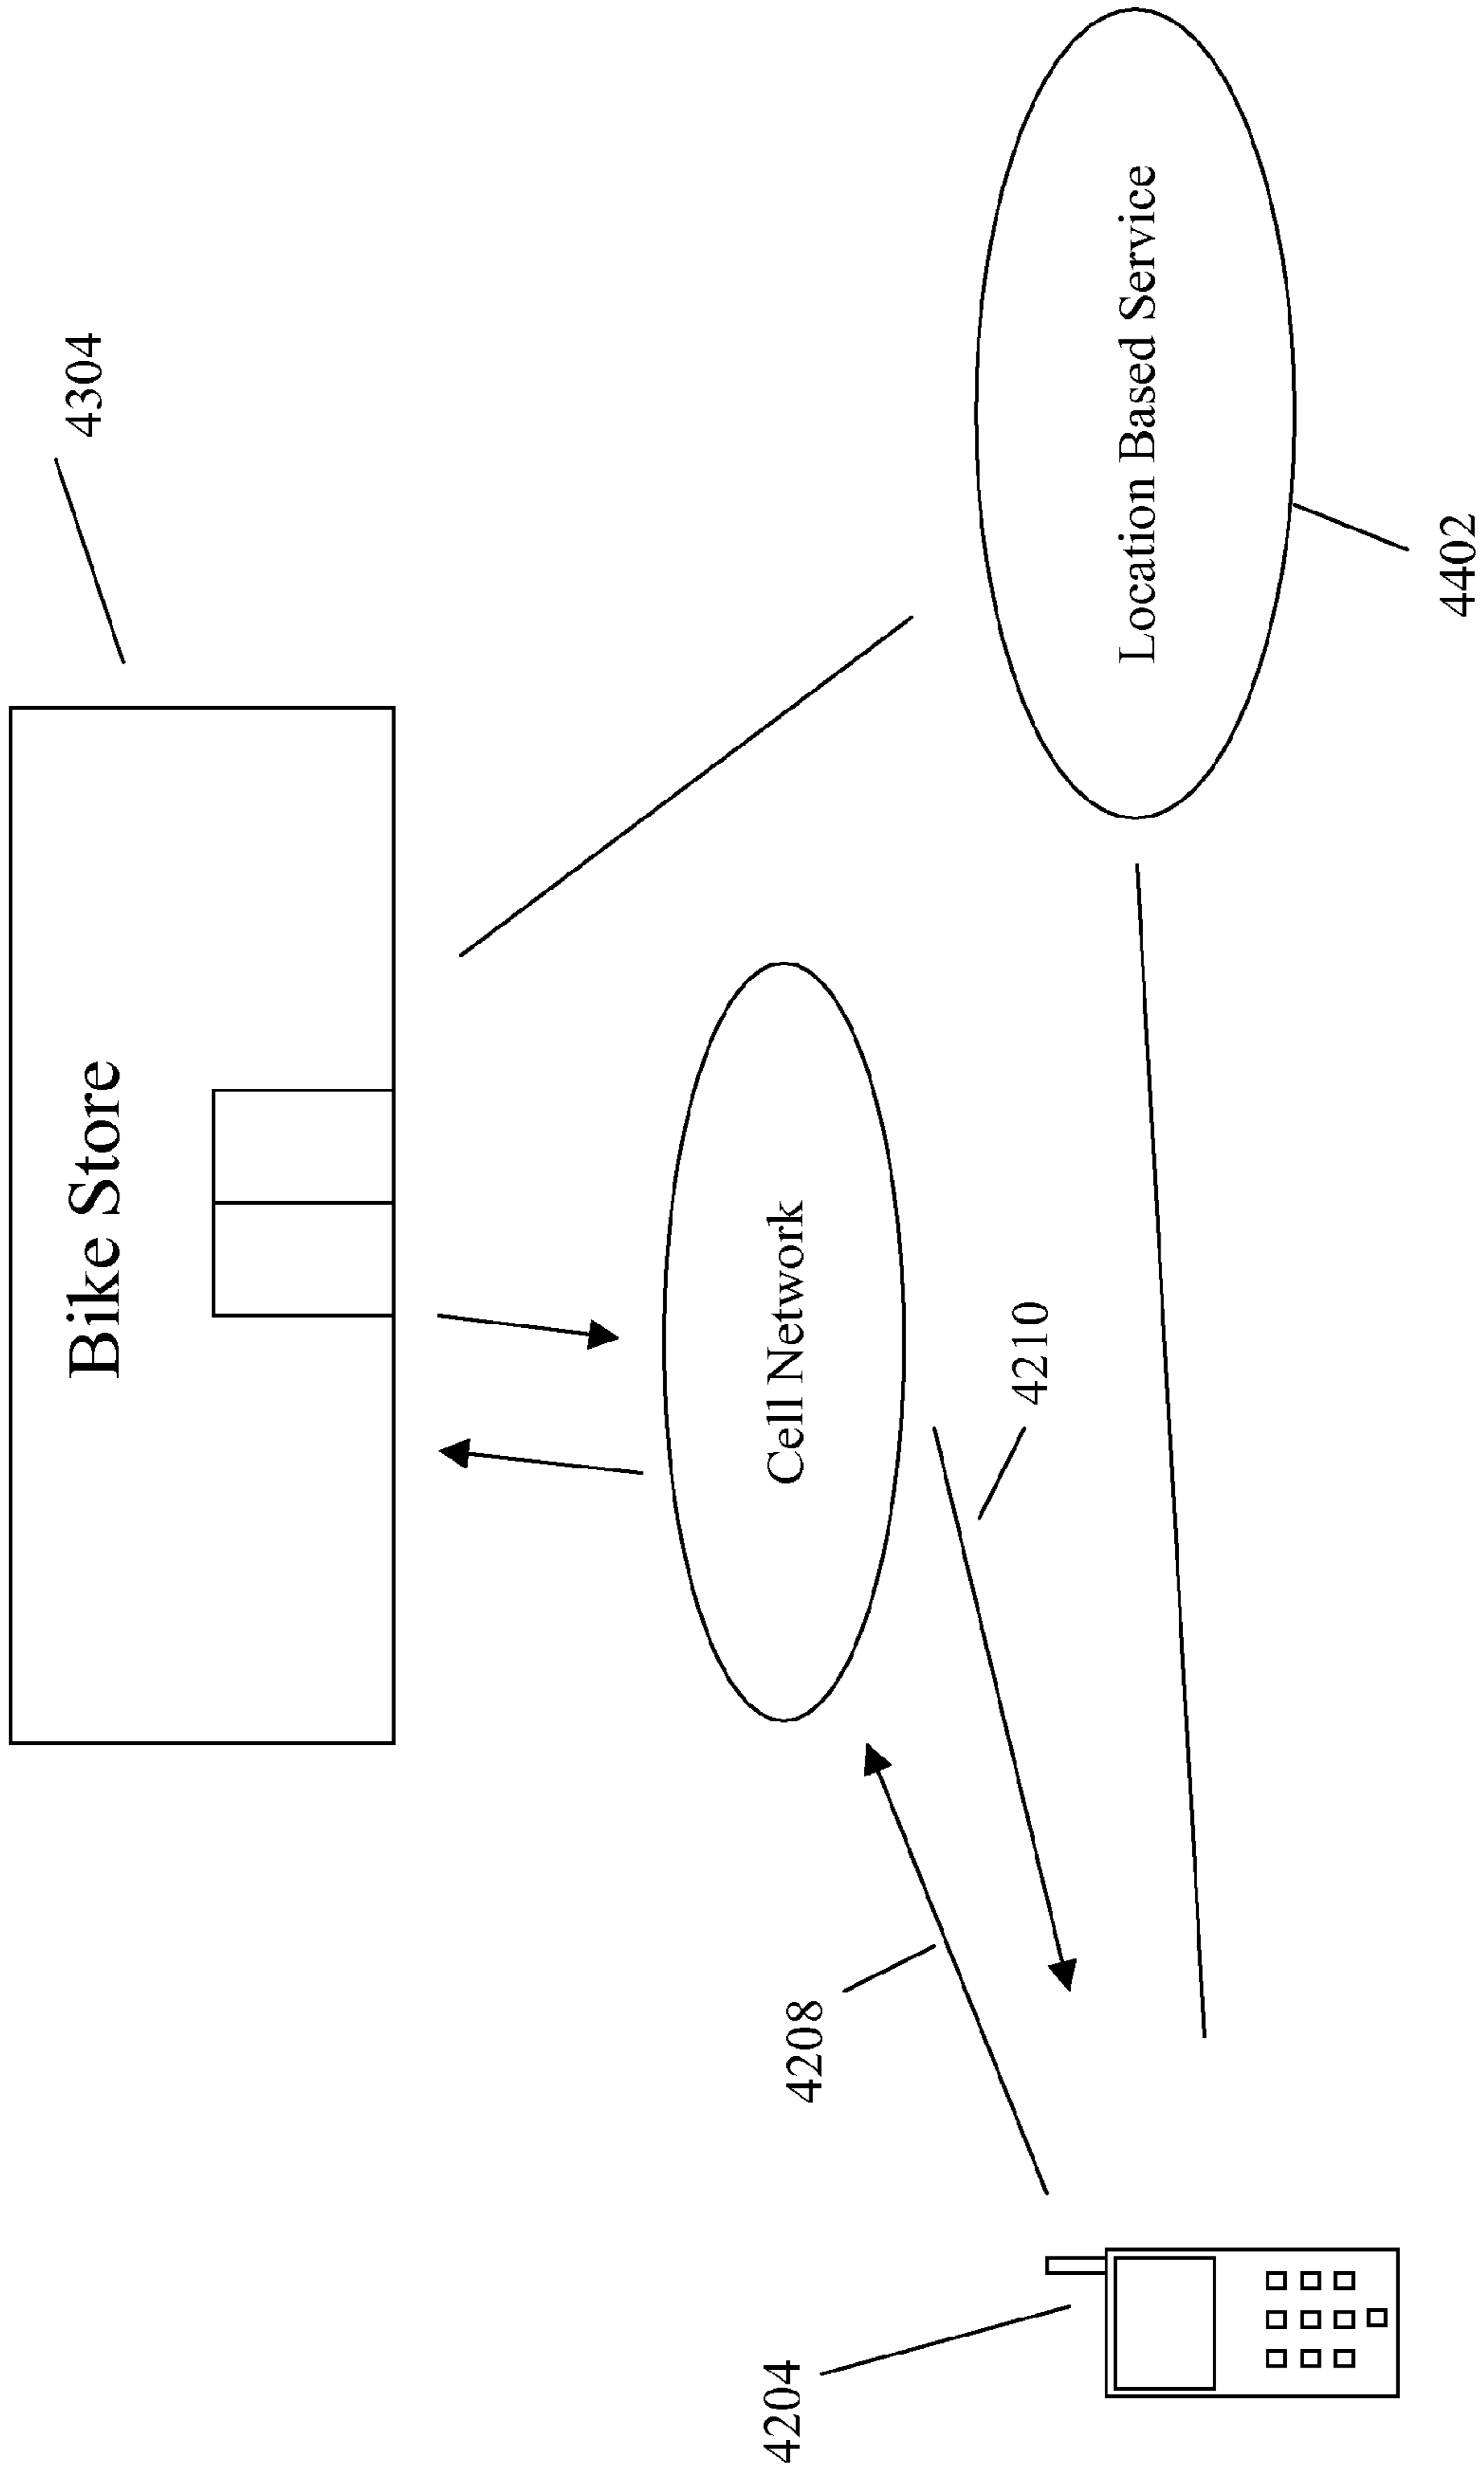 Bike Store
4304
Cell Network
4208
4210
4204
Location Based Service
4402